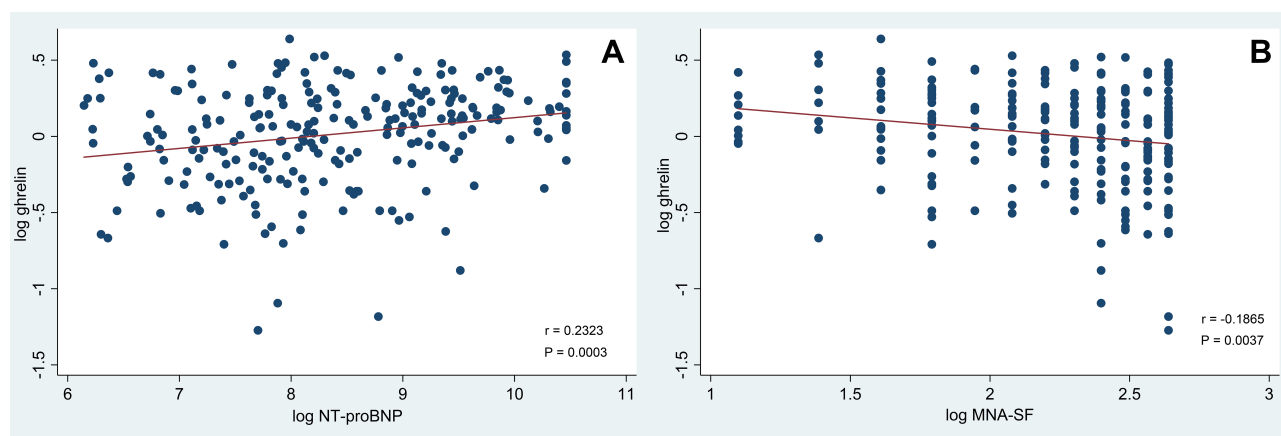 A
.5
0
-.5
-1
-1.5
log ghrelin
r = 0.2323
P = 0.0003
6 7 8 9 10 11
log NT-proBNP
B
.5
0
-.5
-1
-1.5
log ghrelin
r = -0.1865
P = 0.0037
1 1.5 2 2.5 3
log MNA-SF